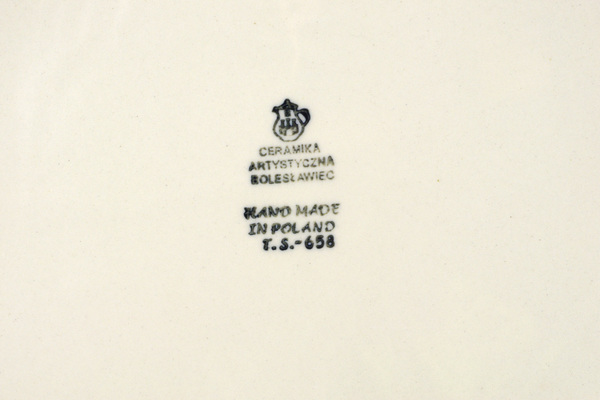 CERAMIKA
ARTYSTYCZNA
BOLESŁAWIEC
HAND MADE
IN POLAND
T.S.-658